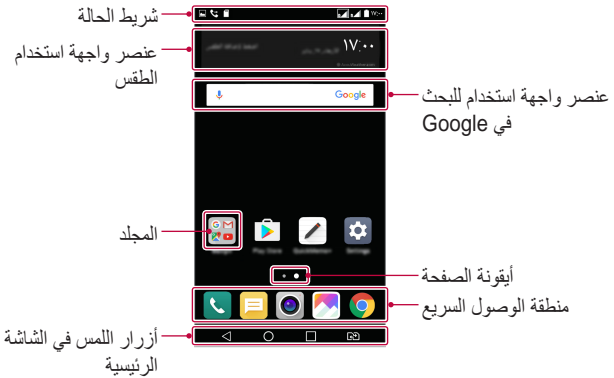 شريط الحالة
عنصر واجهة استخدام
الطقس
١٧:٠٠
Google
عنصر واجهة استخدام للبحث
في Google
المجلد
Play Store
Settings
أيقونة الصفحة
منطقة الوصول السريع
أزرار اللمس في الشاشة
الرئيسية